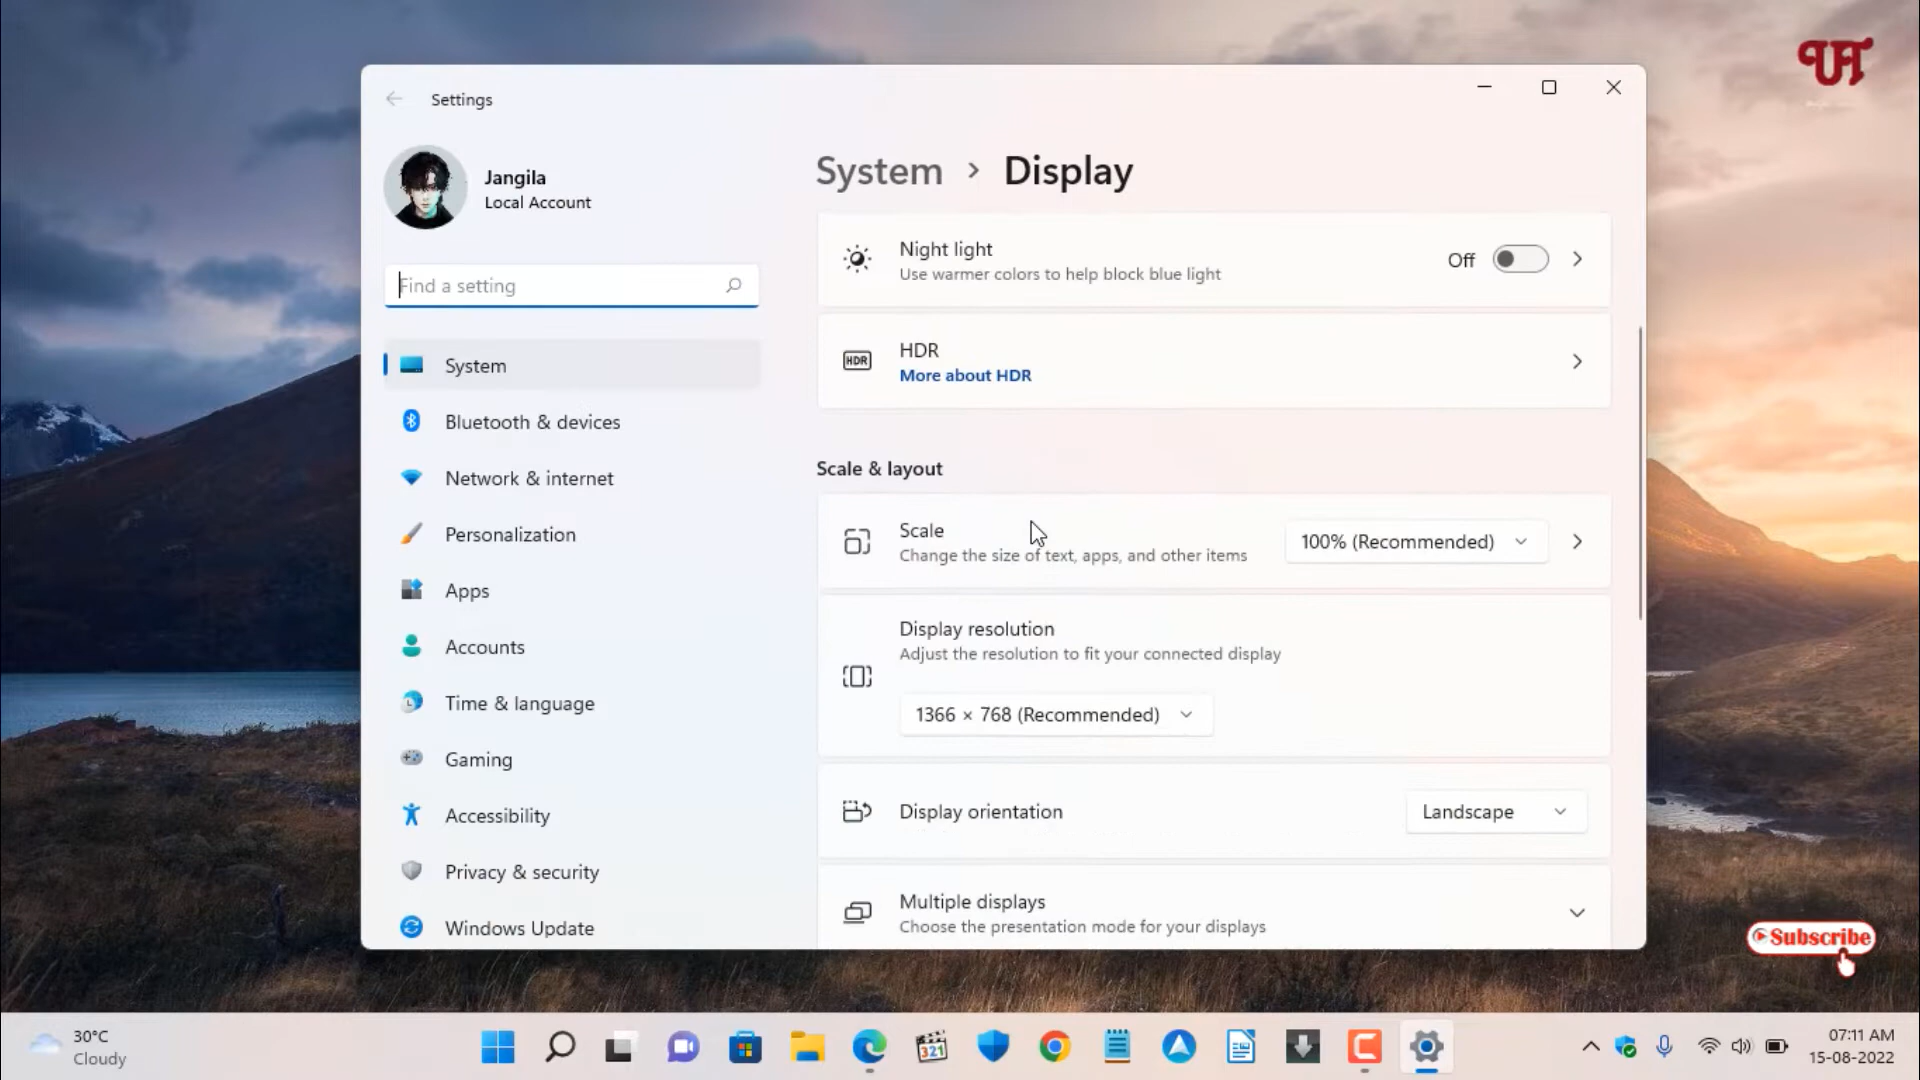 UT
Settings
Jangila
Local Account
Find a setting
System
Bluetooth & devices
Network & internet
Personalization
Apps
Accounts
Time & language
Gaming
Accessibility
Privacy & security
Windows Update
System > Display
Night light
Use warmer colors to help block blue light
Off
HDR
HDR
More about HDR
Scale & layout
Scale
Change the size of text, apps, and other items
100% (Recommended)
Display resolution
Adjust the resolution to fit your connected display
1366 × 768 (Recommended)
Display orientation
Landscape
Multiple displays
Choose the presentation mode for your displays
Subscribe
30°C
Cloudy
321
07:11 AM
15-08-2022